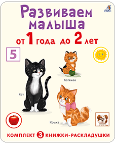 Развиваем
малыша
от 1 года до 2 лет
5
КОМПЛЕКТ 3 КНИЖКИ-РАСКЛАДУШКИ